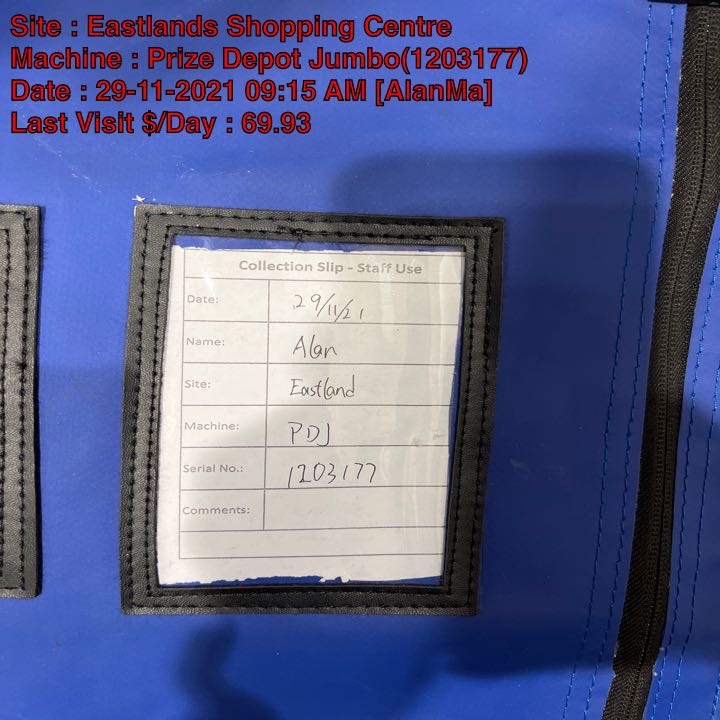 Site : Eastlands Shopping Centre
Machine : Prize Depot Jumbo(1203177)
Date : 29-11-2021 09:15 AM [AlanMa]
Last Visit $/Day : 69.93
Collection Slip - Staff Use
Date: 29/11/21
Name: Alan
Site: Eastland
Machine: PDJ
Serial No.: 1203177
Comments: